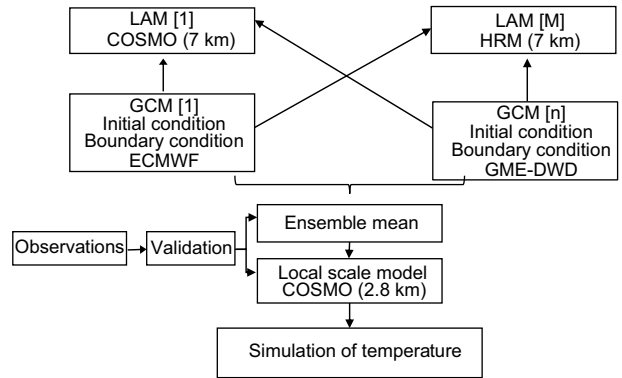 LAM [1]
COSMO (7 km)
LAM [M]
HRM (7 km)
GCM [1]
Initial condition
Boundary condition
ECMWF
GCM [n]
Initial condition
Boundary condition
GME-DWD
Observations
Validation
Ensemble mean
Local scale model
COSMO (2.8 km)
Simulation of temperature